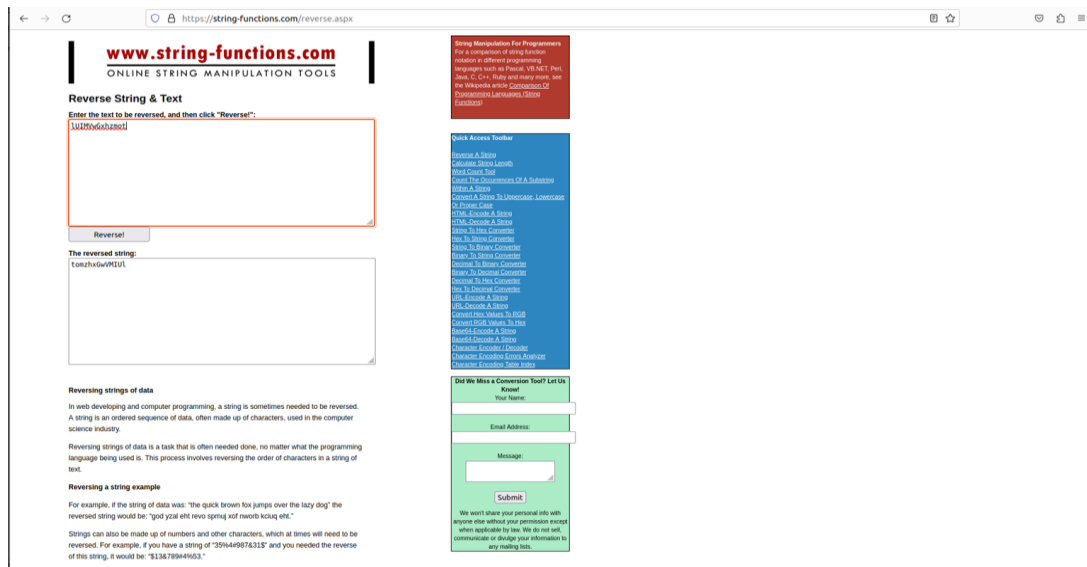 https://string-functions.com/reverse.aspx
www.string-functions.com
ONLINE STRING MANIPULATION TOOLS
Reverse String & Text
Enter the text to be reversed, and then click "Reverse!":
lUIMVwGxhzmot
Reverse!
The reversed string:
tomzhxGwVMIUl
Reversing strings of data
In web developing and computer programming, a string is sometimes needed to be reversed.
A string is an ordered sequence of data, often made up of characters, used in the computer
science industry.
Reversing strings of data is a task that is often needed done, no matter what the programming
language being used is. This process involves reversing the order of characters in a string of
text.
Reversing a string example
For example, if the string of data was: "the quick brown fox jumps over the lazy dog" the
reversed string would be: "god yzal eht revo spmuj xof nworb kciuq eht."
Strings can also be made up of numbers and other characters, which at times will need to be
reversed. For example, if you have a string of "35%4#987&31$" and you needed the reverse
of this string, it would be: "$13&789#4%53."
String Manipulation For Programmers
For a comparison of string function
notation in different programming
languages such as Pascal, VB.NET, Perl,
Java, C, C++, Ruby and many more, see
the Wikipedia article Comparison Of
Programming Languages (String
Functions)
Quick Access Toolbar
Reverse A String
Calculate String Length
Word Count Tool
Count The Occurrences Of A Substring
Within A String
Convert A String To Uppercase, Lowercase
Or Proper Case
HTML-Encode A String
HTML-Decode A String
String To Hex Converter
Hex To String Converter
String To Binary Converter
Binary To String Converter
Decimal To Binary Converter
Binary To Decimal Converter
Decimal To Hex Converter
Hex To Decimal Converter
URL-Encode A String
URL-Decode A String
Convert Hex Values To RGB
Convert RGB Values To Hex
Base64-Encode A String
Base64-Decode A String
Character Encoder / Decoder
Character Encoding Errors Analyzer
Character Encoding Table Index
Did We Miss a Conversion Tool? Let Us
Know!
Your Name:
Email Address:
Message:
Submit
We won't share your personal info with
anyone else without your permission except
when applicable by law. We do not sell,
communicate or divulge your information to
any mailing lists.